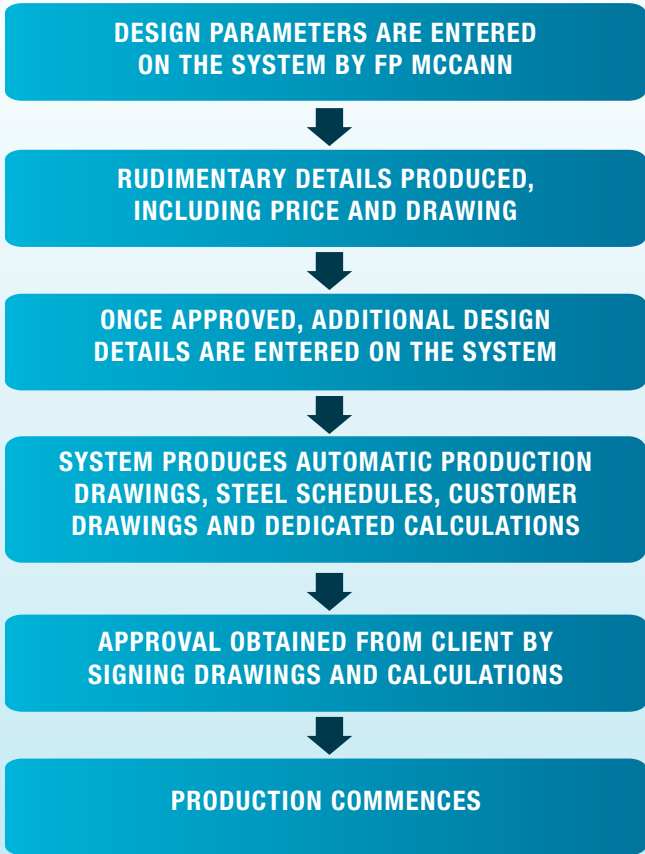 DESIGN PARAMETERS ARE ENTERED
ON THE SYSTEM BY FP MCCANN
RUDIMENTARY DETAILS PRODUCED,
INCLUDING PRICE AND DRAWING
ONCE APPROVED, ADDITIONAL DESIGN
DETAILS ARE ENTERED ON THE SYSTEM
SYSTEM PRODUCES AUTOMATIC PRODUCTION
DRAWINGS, STEEL SCHEDULES, CUSTOMER
DRAWINGS AND DEDICATED CALCULATIONS
APPROVAL OBTAINED FROM CLIENT BY
SIGNING DRAWINGS AND CALCULATIONS
PRODUCTION COMMENCES